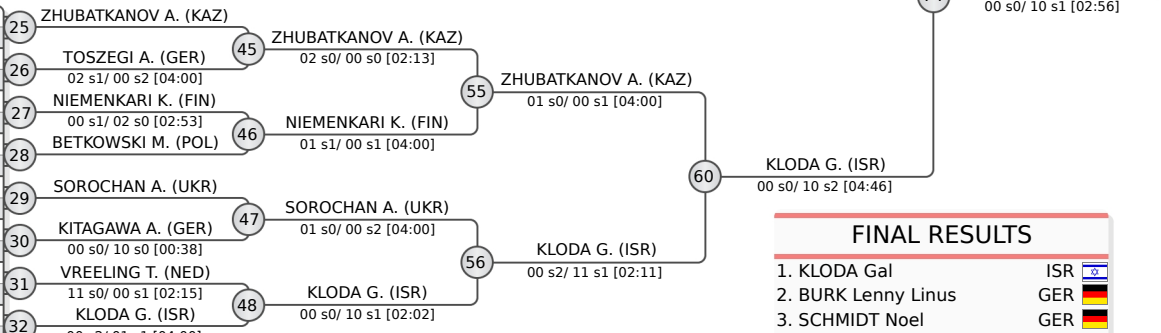 00 s0/ 10 s1 [02:56]
25
ZHUBATKANOV A. (KAZ)
45
ZHUBATKANOV A. (KAZ)
02 s0/ 00 s0 [02:13]
26
TOSZEGI A. (GER)
02 s1/ 00 s2 [04:00]
55
ZHUBATKANOV A. (KAZ)
01 s0/ 00 s1 [04:00]
27
NIEMENKARI K. (FIN)
00 s1/ 02 s0 [02:53]
46
NIEMENKARI K. (FIN)
01 s1/ 00 s1 [04:00]
28
BETKOWSKI M. (POL)
60
KLODA G. (ISR)
00 s0/ 10 s2 [04:46]
29
SOROCHAN A. (UKR)
47
SOROCHAN A. (UKR)
01 s0/ 00 s2 [04:00]
30
KITAGAWA A. (GER)
00 s0/ 10 s0 [00:38]
56
KLODA G. (ISR)
00 s2/ 11 s1 [02:11]
31
VREELING T. (NED)
11 s0/ 00 s1 [02:15]
48
KLODA G. (ISR)
00 s0/ 10 s1 [02:02]
32
KLODA G. (ISR)
FINAL RESULTS
1. KLODA Gal ISR
2. BURK Lenny Linus GER
3. SCHMIDT Noel GER